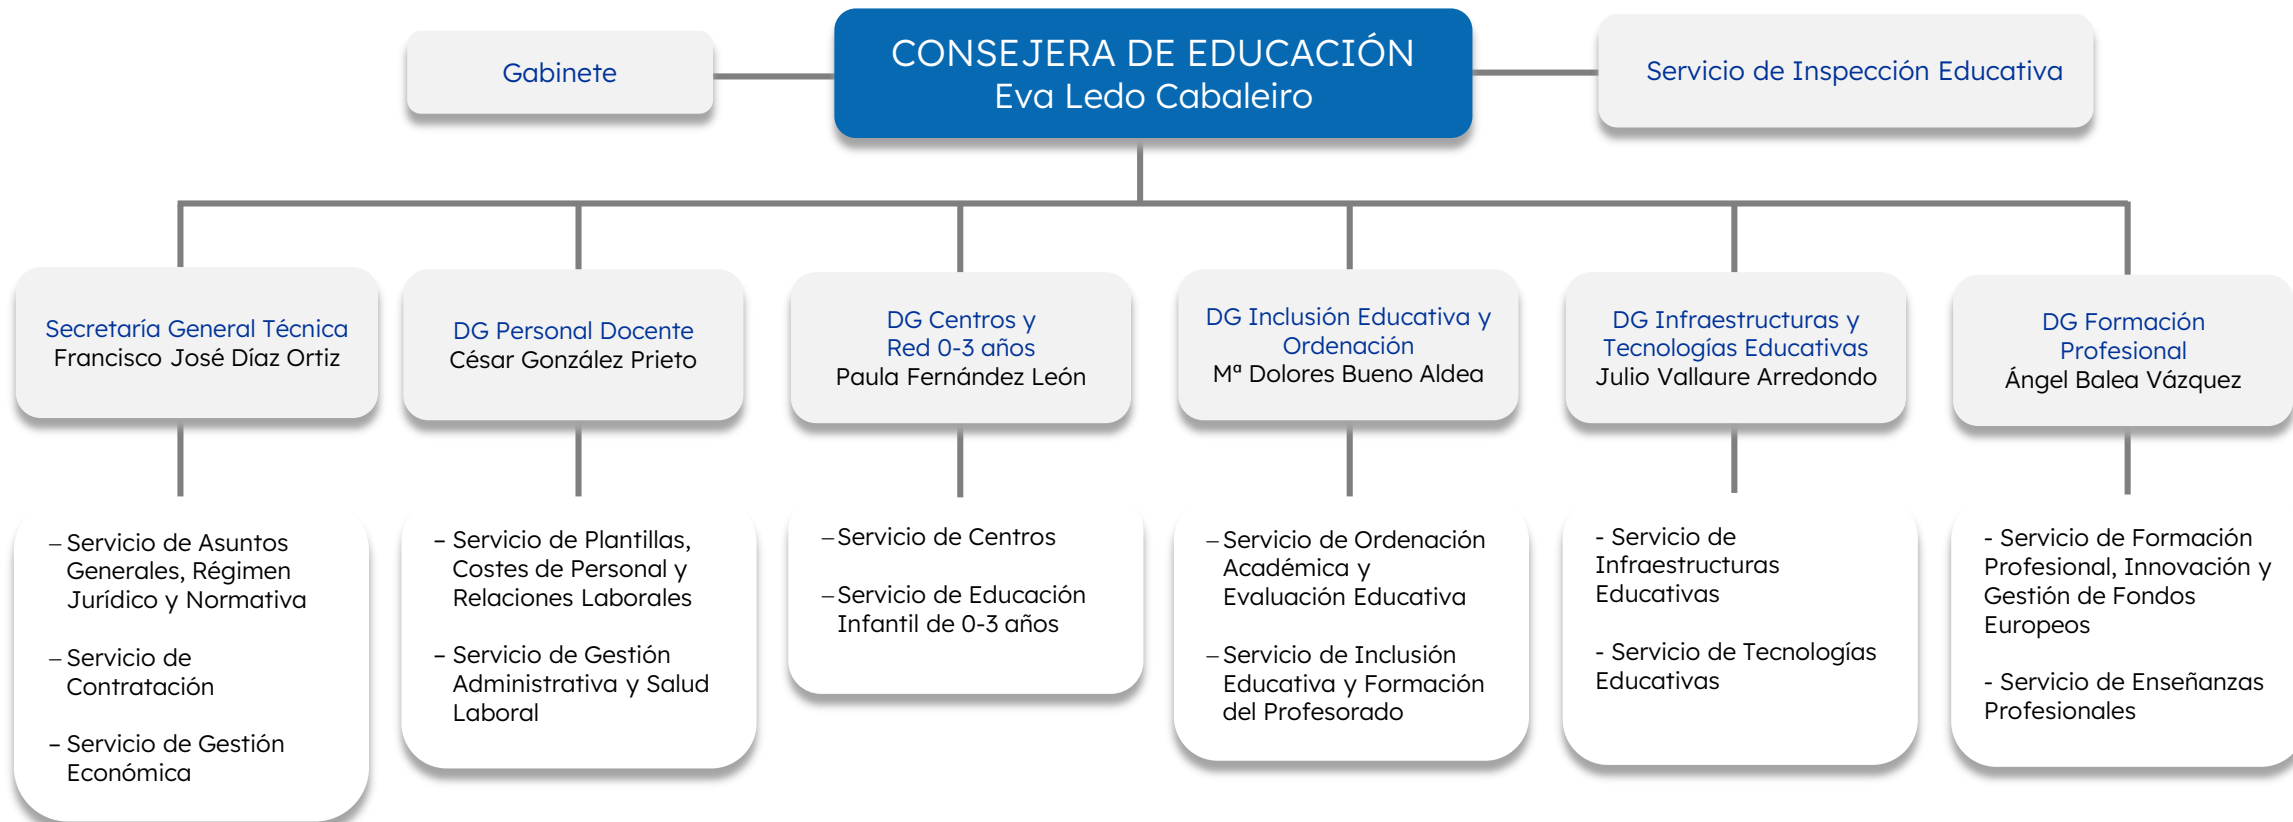 Gabinete
CONSEJERA DE EDUCACIÓN
Eva Ledo Cabaleiro
Servicio de Inspección Educativa
Secretaría General Técnica
Francisco José Díaz Ortiz
DG Personal Docente
César González Prieto
DG Centros y
Red 0-3 años
Paula Fernández León
DG Inclusión Educativa y
Ordenación
Mª Dolores Bueno Aldea
DG Infraestructuras y
Tecnologías Educativas
Julio Vallaure Arredondo
DG Formación
Profesional
Ángel Balea Vázquez
– Servicio de Asuntos
Generales, Régimen
Jurídico y Normativa
– Servicio de
Contratación
– Servicio de Gestión
Económica
– Servicio de Plantillas,
Costes de Personal y
Relaciones Laborales
– Servicio de Gestión
Administrativa y Salud
Laboral
– Servicio de Centros
– Servicio de Educación
Infantil de 0-3 años
– Servicio de Ordenación
Académica y
Evaluación Educativa
– Servicio de Inclusión
Educativa y Formación
del Profesorado
- Servicio de
Infraestructuras
Educativas
- Servicio de Tecnologías
Educativas
- Servicio de Formación
Profesional, Innovación y
Gestión de Fondos
Europeos
- Servicio de Enseñanzas
Profesionales